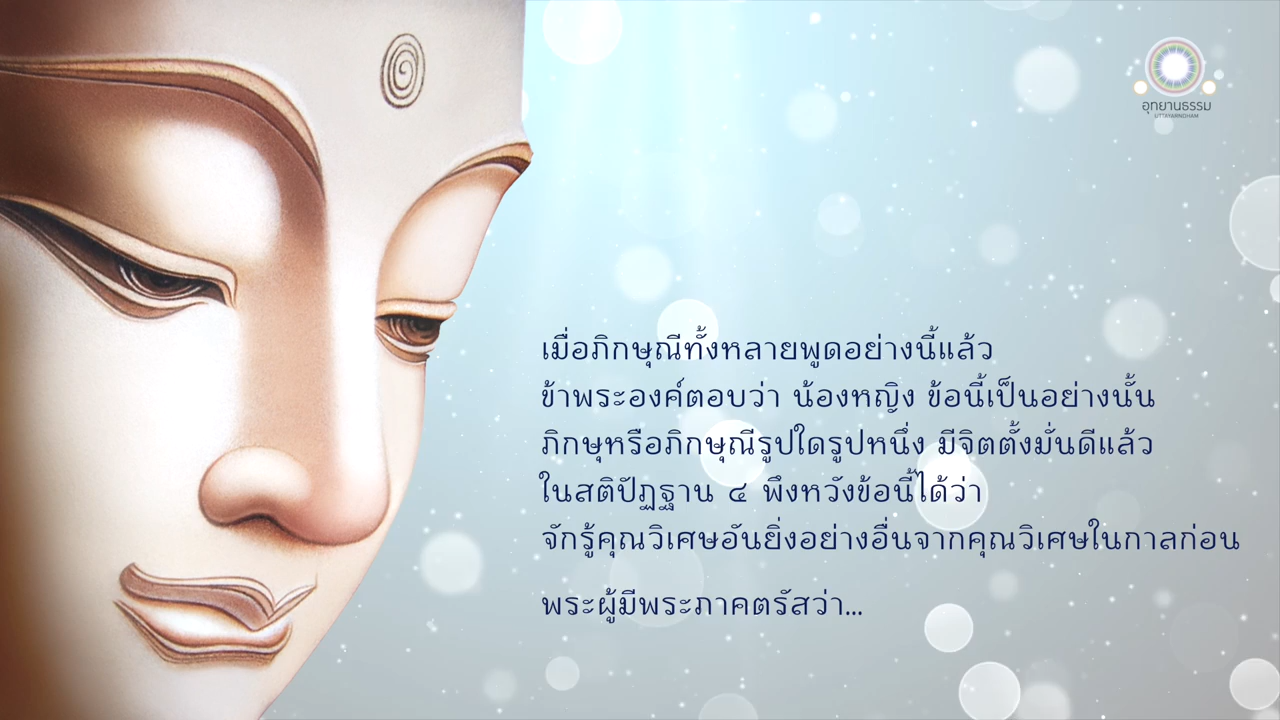 อุทยานธรรม
UTTAYARNDHAM
เมื่อภิกษุณีทั้งหลายพูดอย่างนี้แล้ว
ข้าพระองค์ตอบว่า น้องหญิง ข้อนี้เป็นอย่างนั้น
ภิกษุหรือภิกษุณีรูปใดรูปหนึ่ง มีจิตตั้งมั่นดีแล้ว
ในสติปัฏฐาน ๔ พึงหวังข้อนี้ได้ว่า
จักรู้คุณวิเศษอันยิ่งอย่างอื่นจากคุณวิเศษในกาลก่อน
พระผู้มีพระภาคตรัสว่า...